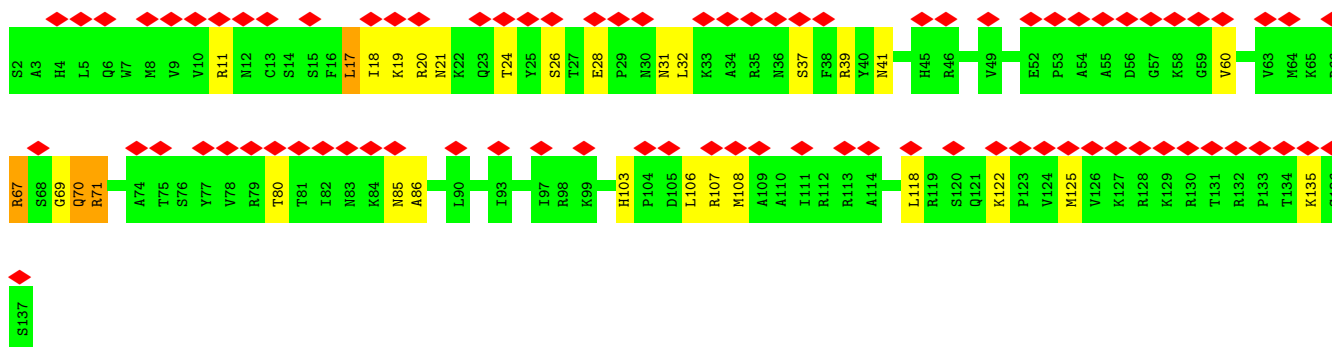 S2 A3 H4 L5 Q6 W7 M8 V9 V10 R11 N12 C13 S14 S15 F16 L17 I18 K19 R20 N21 K22 Q23 T24 Y25 S26 T27 E28 P29 N30 N31 L32 K33 A34 R35 N36 S37 F38 R39 Y40 N41 H45 R46 V49 E52 P53 A54 A55 D56 G57 K58 G59 V60 V63 M64 K65
R67 S68 G69 Q70 R71 A74 T75 S76 Y77 V78 R79 T80 T81 I82 N83 K84 N85 A86 L90 I93 I97 R98 K99 H103 P104 D105 L106 R107 M108 A109 A110 I111 R112 R113 A114 L118 R119 S120 Q121 K122 P123 V124 M125 V126 K127 R128 K129 R130 T131 R132 P133 T134 K135
S137